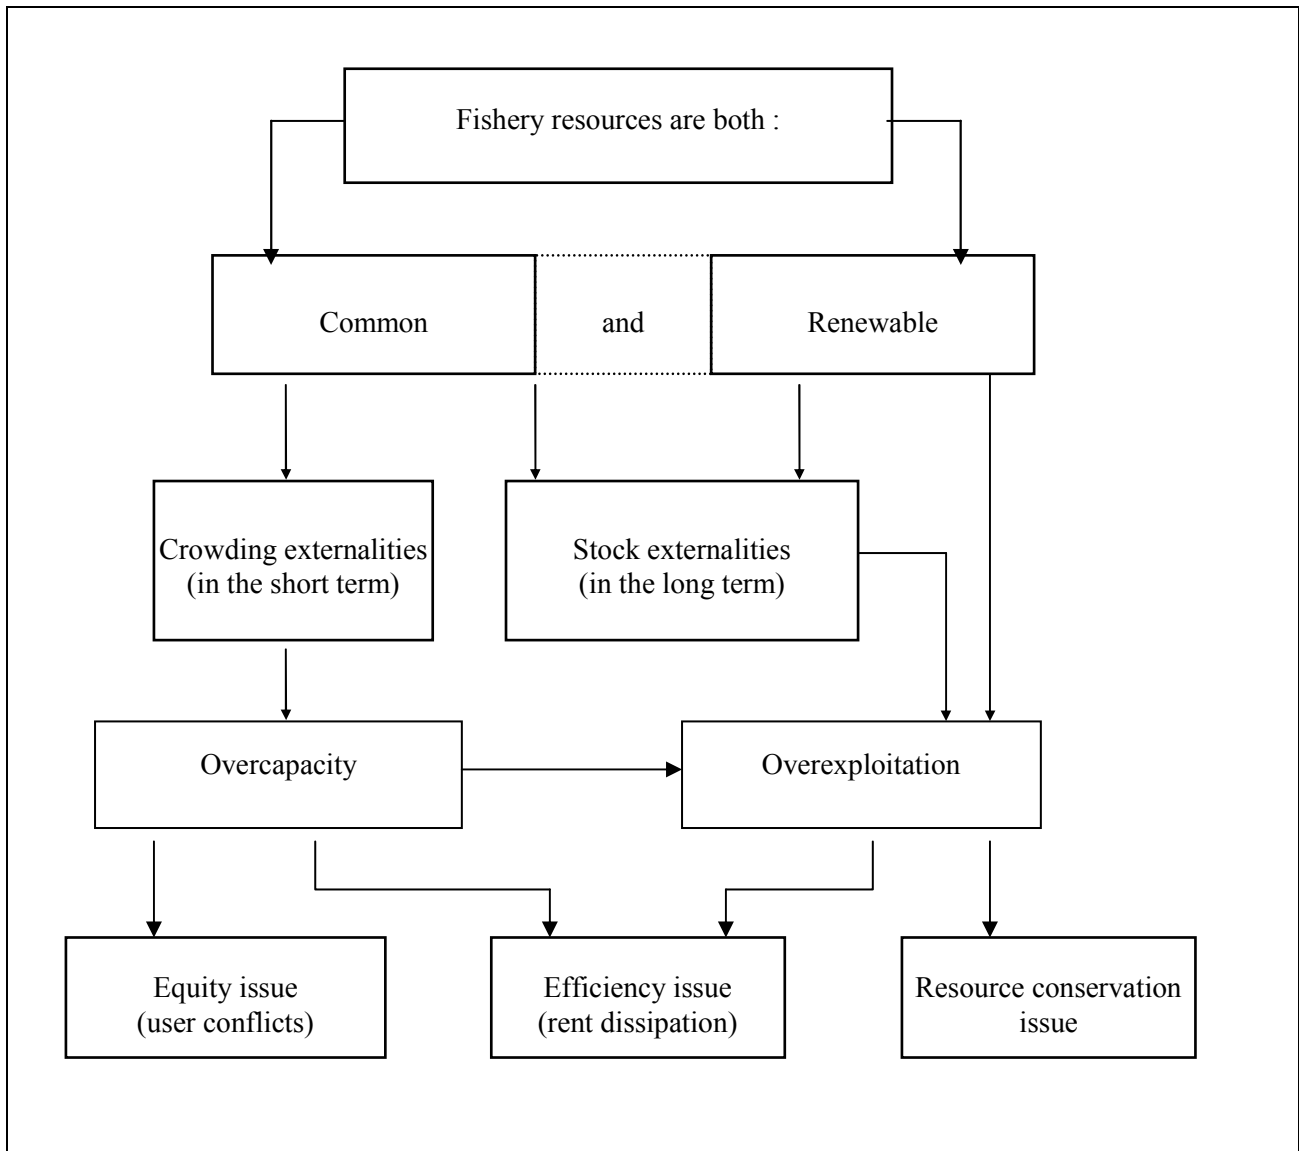 Fishery resources are both :
Common
and
Renewable
Crowding externalities
(in the short term)
Stock externalities
(in the long term)
Overcapacity
Overexploitation
Equity issue
(user conflicts)
Efficiency issue
(rent dissipation)
Resource conservation
issue